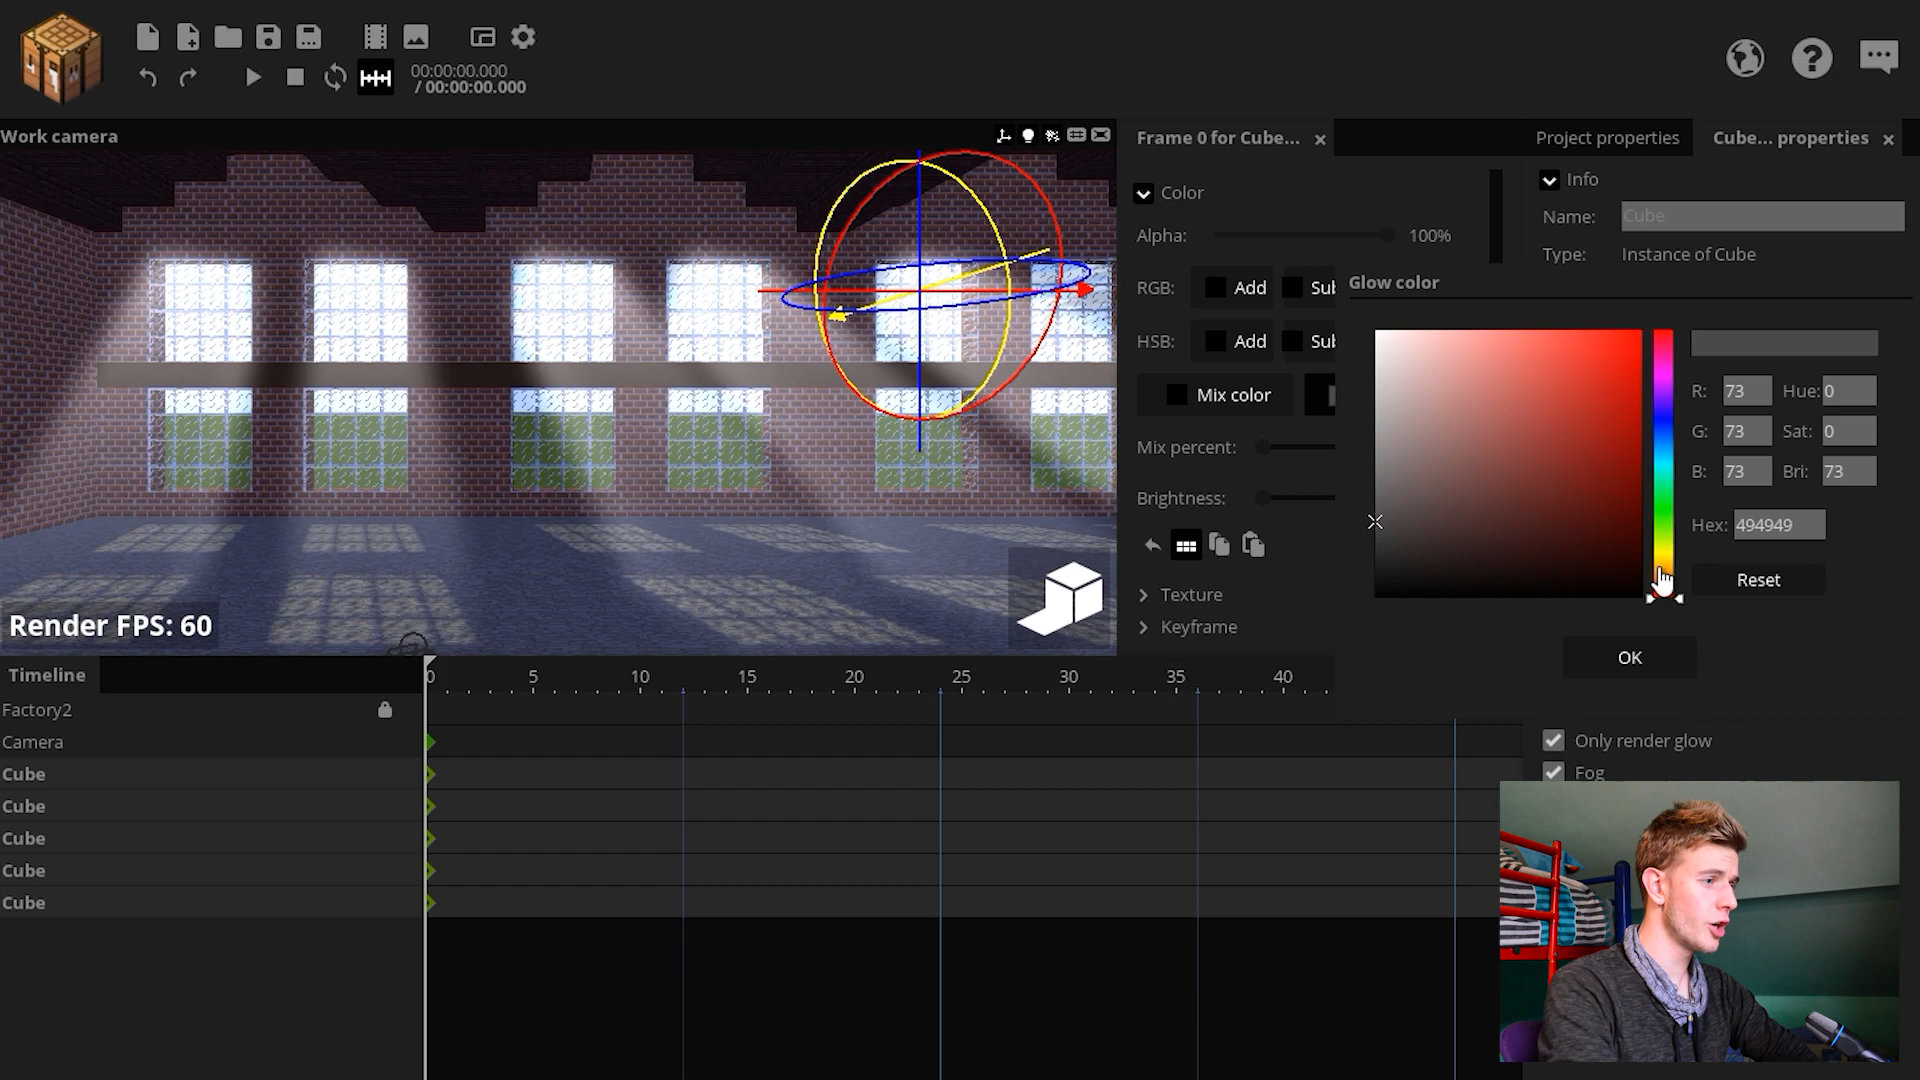 00:00:00.000
/ 00:00:00.000
Work camera
Frame 0 for Cube...
Project properties
Cube... properties
Color
Info
Name: Cube
Alpha: 100%
Type: Instance of Cube
RGB: Add Sub
Glow color
HSB: Add Sub
Mix color
R: 73 Hue: 0
Mix percent:
G: 73 Sat: 0
B: 73 Bri: 73
Brightness:
Hex: 494949
Reset
Texture
Keyframe
Render FPS: 60
OK
Timeline
0 5 10 15 20 25 30 35 40
Factory2
Camera
Cube
Cube
Cube
Cube
Cube
Only render glow
Fog